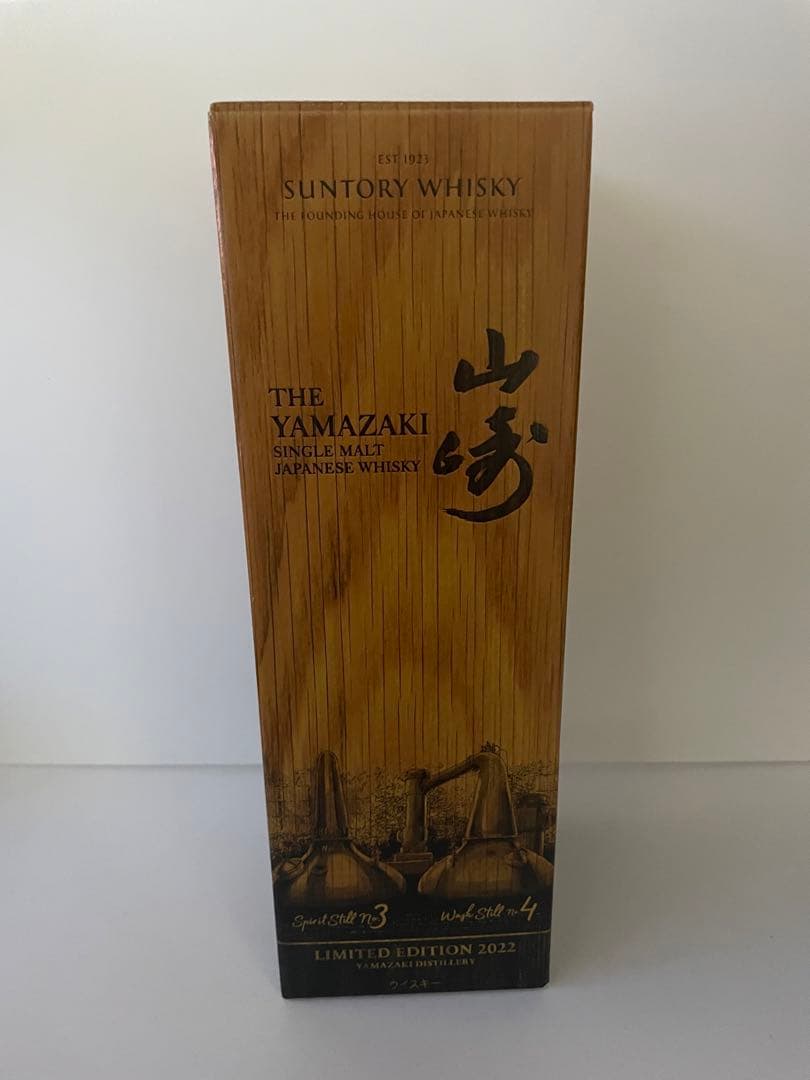 EST 1923
SUNTORY WHISKY
THE FOUNDING HOUSE OF JAPANESE WHISKY
山崎
THE
YAMAZAKI
SINGLE MALT
JAPANESE WHISKY
Spirit Still No.3
Wash Still No.4
LIMITED EDITION 2022
YAMAZAKI DISTILLERY
ウイスキー